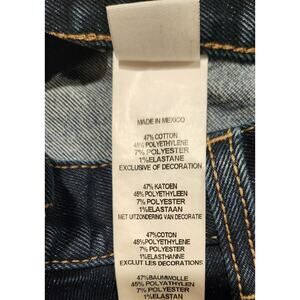 MADE IN MEXICO
47% COTTON
45% POLYETHYLENE
7% POLYESTER
1%ELASTANE
EXCLUSIVE OF DECORATION
47% KATOEN
45% POLYETHYLEEN
7% POLYESTER
1%ELASTAAN
MET UITZONDERING VAN DECORATIE
47%COTON
45%POLYETHYLENE
7% POLYESTER
1%ELASTHANNE
EXCLUT LES DECORATIONS
47%BAUMWOLLE
45% POLYATHYLEN
7% POLYESTER
1%ELASTAN